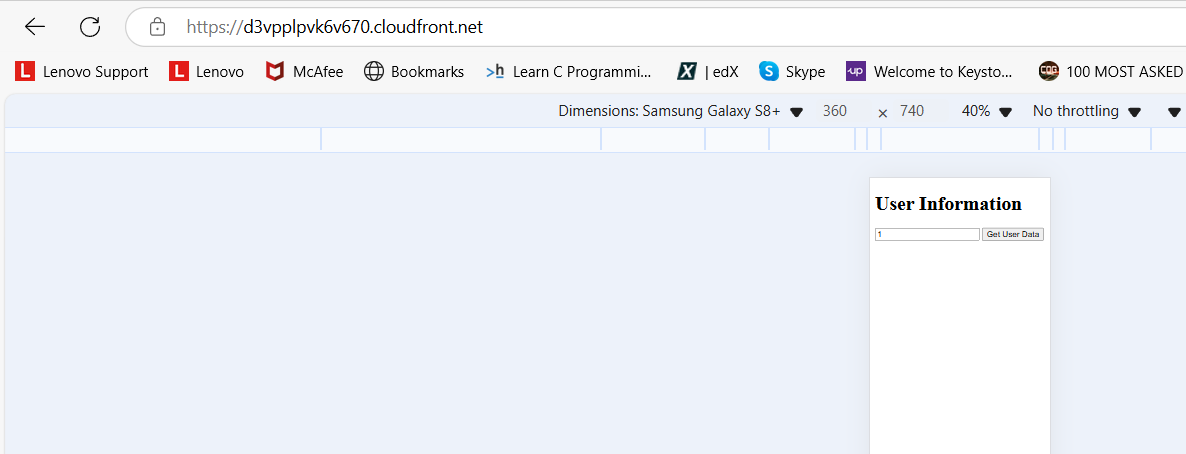 https://d3vpplpvk6v670.cloudfront.net
L Lenovo Support L Lenovo McAfee Bookmarks >h Learn C Programmi... X | edX S Skype up Welcome to Keysto... 100 MOST ASKED
Dimensions: Samsung Galaxy S8+ 360 × 740 40% No throttling
User Information
1 Get User Data